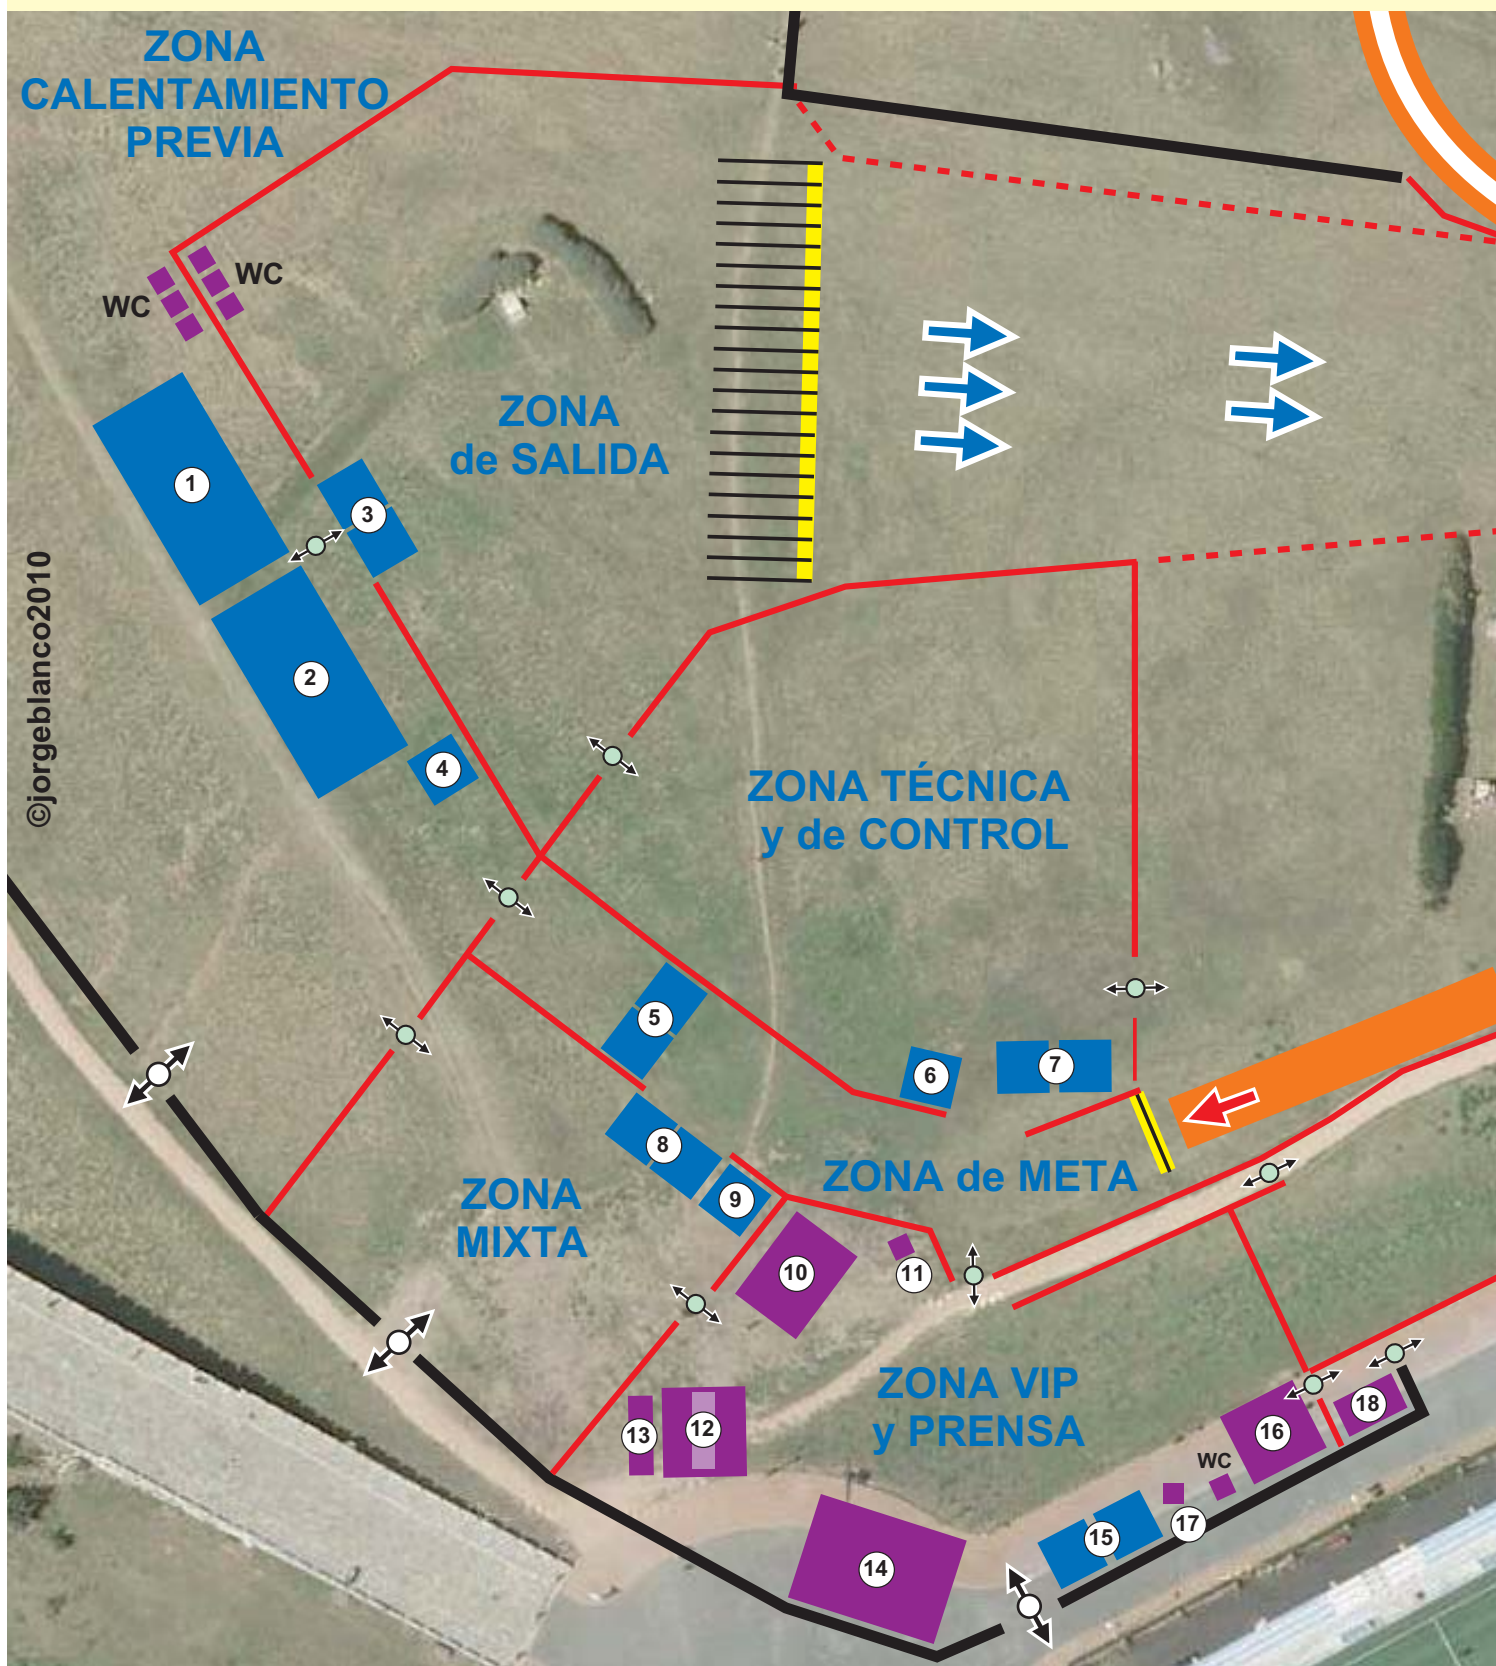 ZONA
CALENTAMIENTO
PREVIA
WC
WC
ZONA
de SALIDA
1
3
2
4
©jorgeblanco2010
ZONA TÉCNICA
y de CONTROL
5
6
7
8
9
ZONA de META
ZONA
MIXTA
10
11
ZONA VIP
y PRENSA
12
13
14
15
16
17
18
WC